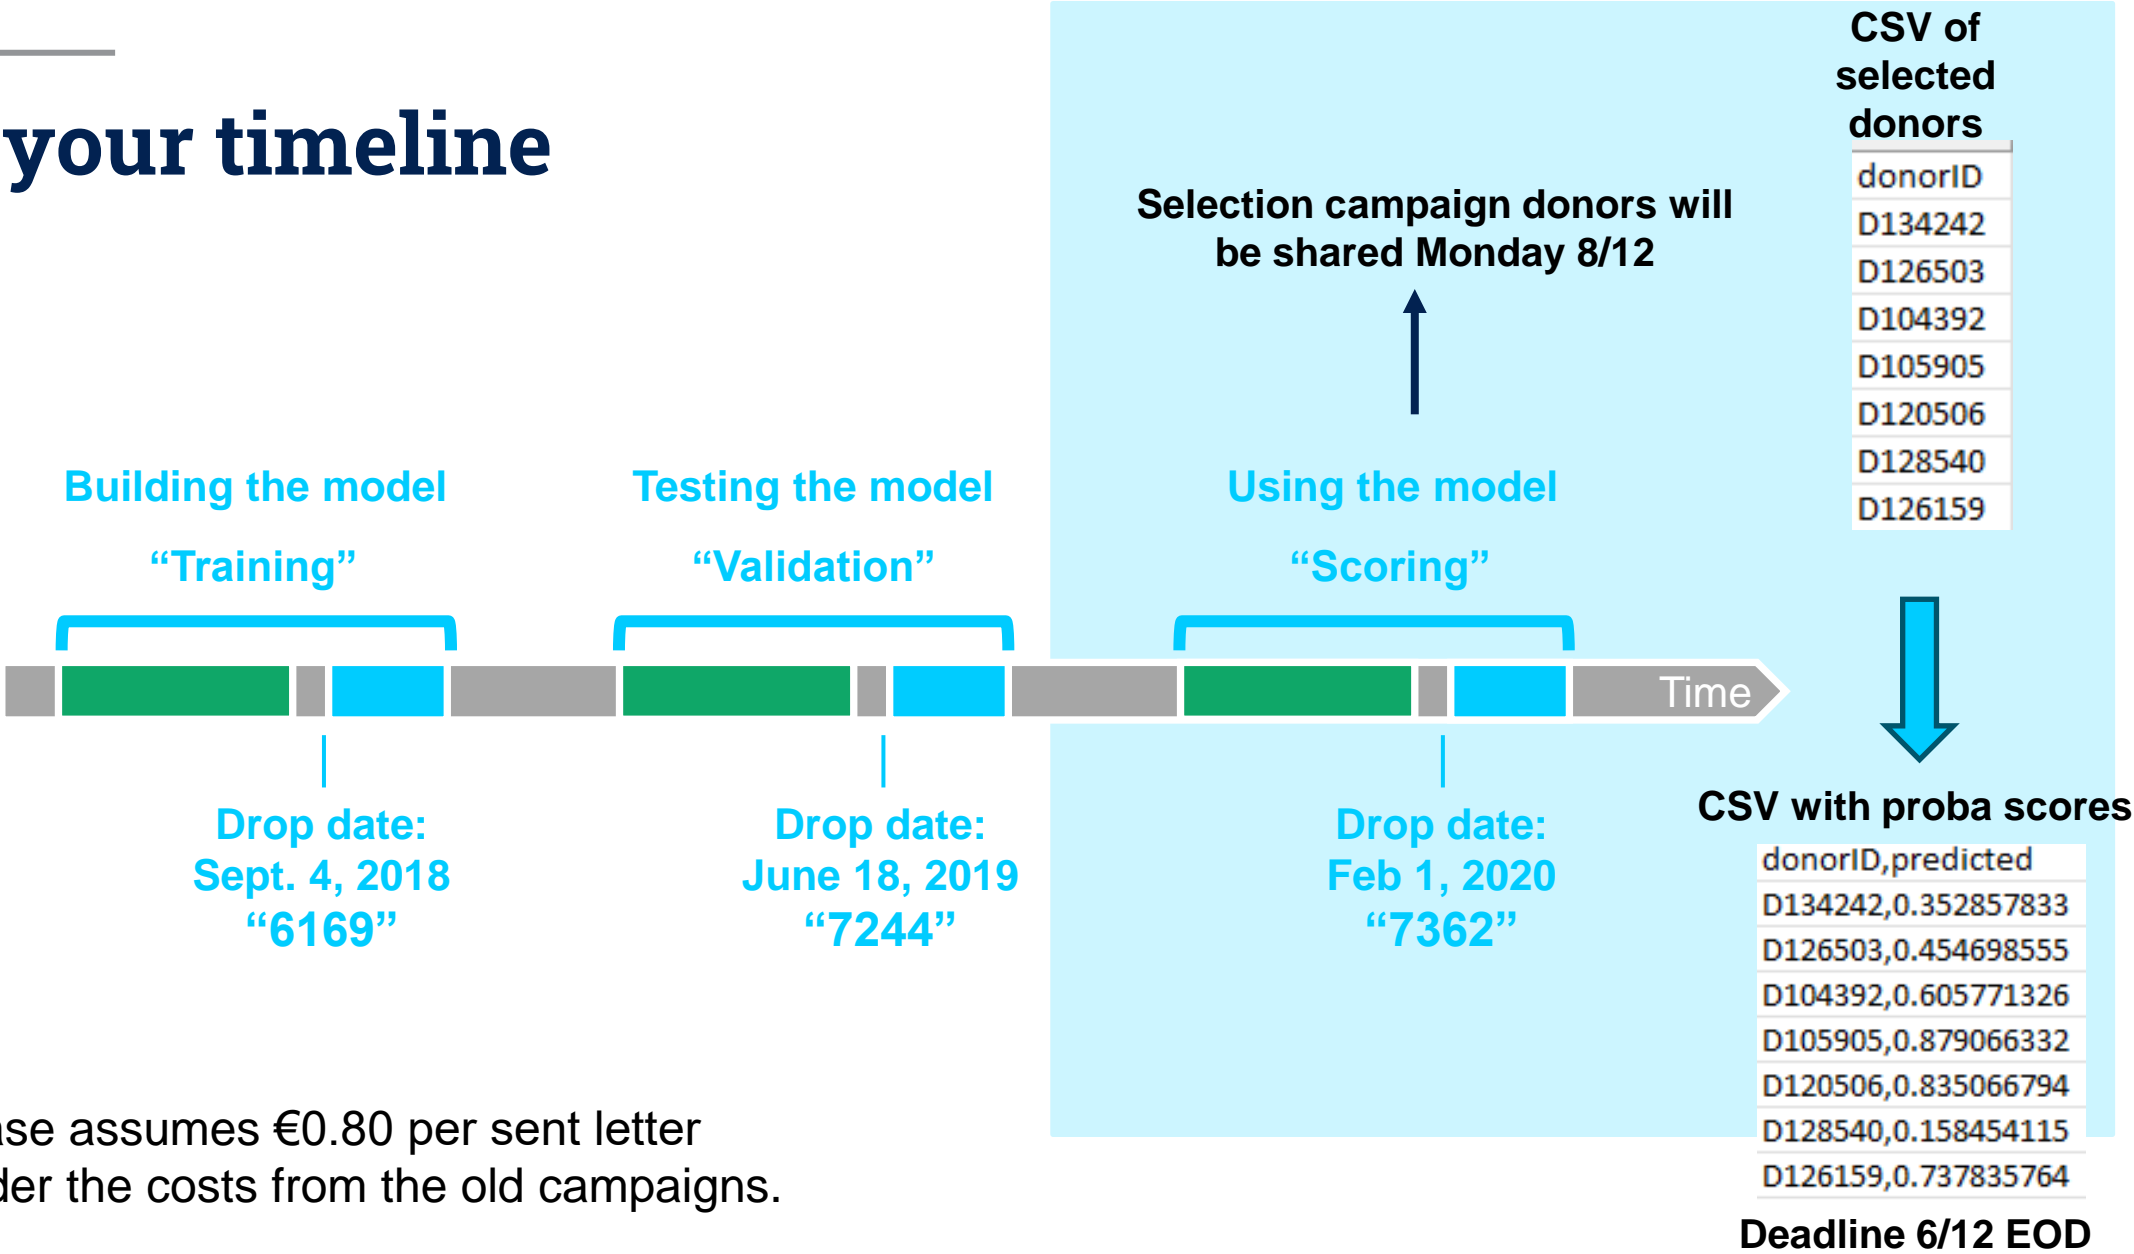 your timeline
CSV of
selected
donors
donorID
D134242
D126503
D104392
D105905
D120506
D128540
D126159
Selection campaign donors will
be shared Monday 8/12
Building the model
“Training”
Testing the model
“Validation”
Using the model
“Scoring”
Time
Drop date:
Sept. 4, 2018
“6169”
Drop date:
June 18, 2019
“7244”
Drop date:
Feb 1, 2020
“7362”
CSV with proba scores
donorID,predicted
D134242,0.352857833
D126503,0.454698555
D104392,0.605771326
D105905,0.879066332
D120506,0.835066794
D128540,0.158454115
D126159,0.737835764
Deadline 6/12 EOD
ase assumes €0.80 per sent letter
der the costs from the old campaigns.